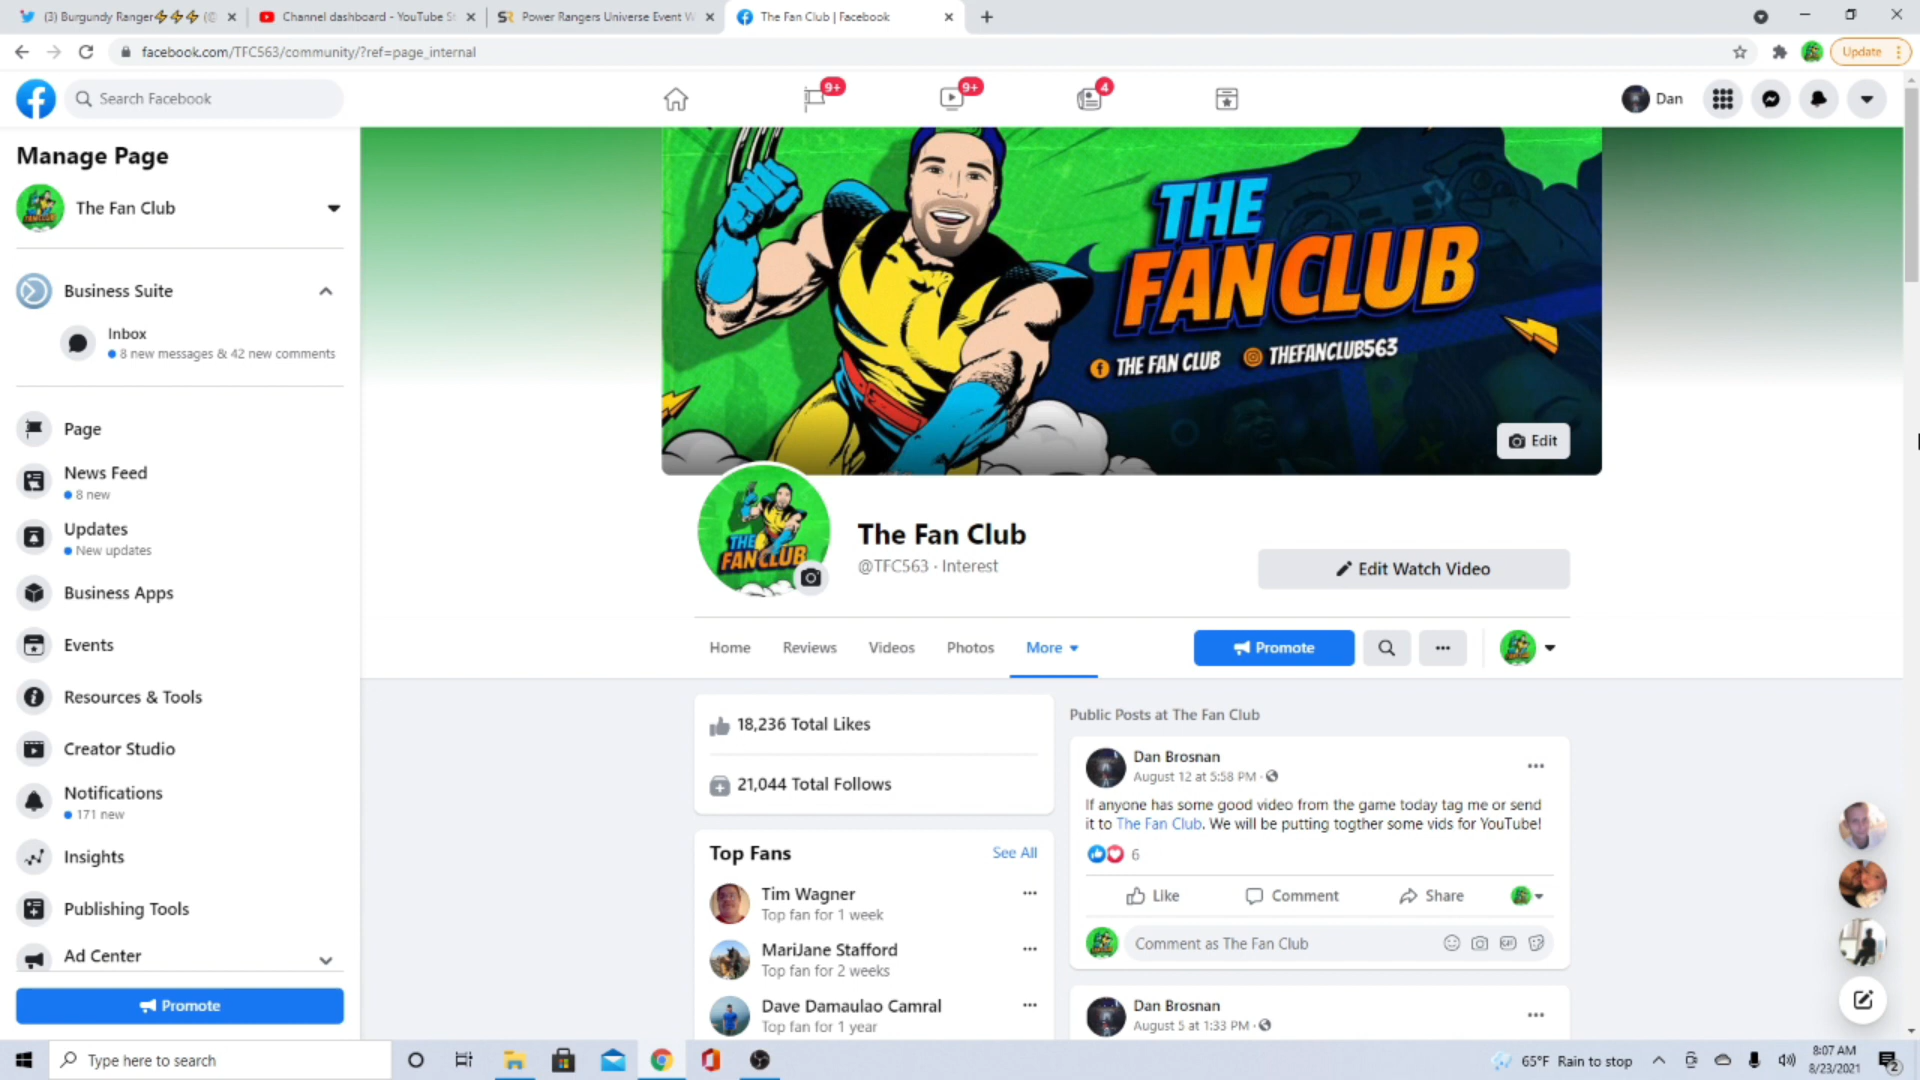 (3) Burgundy Ranger⚡⚡⚡ (@
Channel dashboard - YouTube St
Power Rangers Universe Event W
The Fan Club | Facebook
facebook.com/TFC563/community/?ref=page_internal
Update
Search Facebook
9+
9+
4
Dan
Manage Page
The Fan Club
Business Suite
Inbox
8 new messages & 42 new comments
Page
News Feed
8 new
Updates
New updates
Business Apps
Events
Resources & Tools
Creator Studio
Notifications
171 new
Insights
Publishing Tools
Ad Center
Promote
THE
FAN CLUB
THE FAN CLUB THEFANCLUB563
Edit
THE
FANCLUB
The Fan Club
@TFC563 · Interest
Edit Watch Video
Home Reviews Videos Photos More
Promote
18,236 Total Likes
21,044 Total Follows
Top Fans
See All
Tim Wagner
Top fan for 1 week
MariJane Stafford
Top fan for 2 weeks
Dave Damaulao Camral
Top fan for 1 year
Public Posts at The Fan Club
Dan Brosnan
August 12 at 5:58 PM ·
If anyone has some good video from the game today tag me or send
it to The Fan Club. We will be putting togther some vids for YouTube!
6
Like Comment Share
Comment as The Fan Club
GIF
Dan Brosnan
August 5 at 1:33 PM ·
Type here to search
65°F Rain to stop
8:07 AM
8/23/2021
2